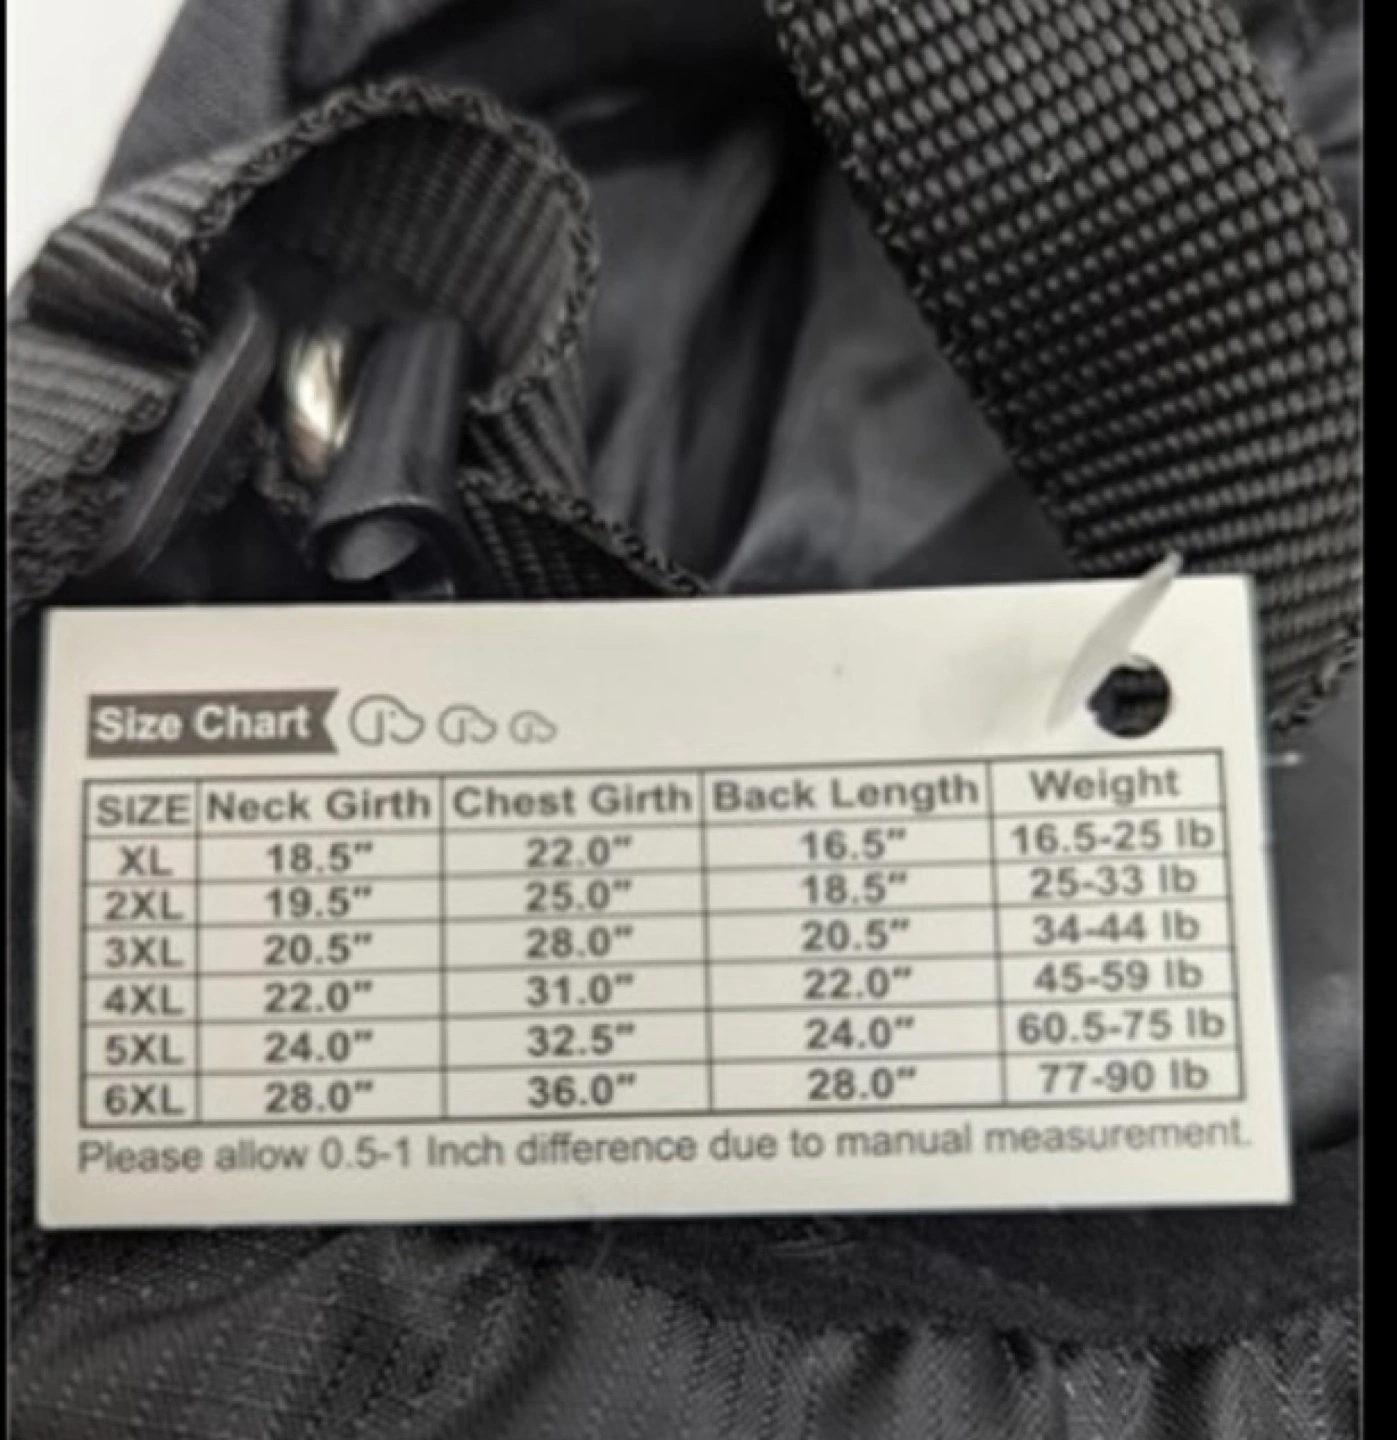 Size Chart
SIZE Neck Girth Chest Girth Back Length Weight
XL 18.5" 22.0" 16.5" 16.5-25 lb
2XL 19.5" 25.0" 18.5" 25-33 lb
3XL 20.5" 28.0" 20.5" 34-44 lb
4XL 22.0" 31.0" 22.0" 45-59 lb
5XL 24.0" 32.5" 24.0" 60.5-75 lb
6XL 28.0" 36.0" 28.0" 77-90 lb
Please allow 0.5-1 Inch difference due to manual measurement.